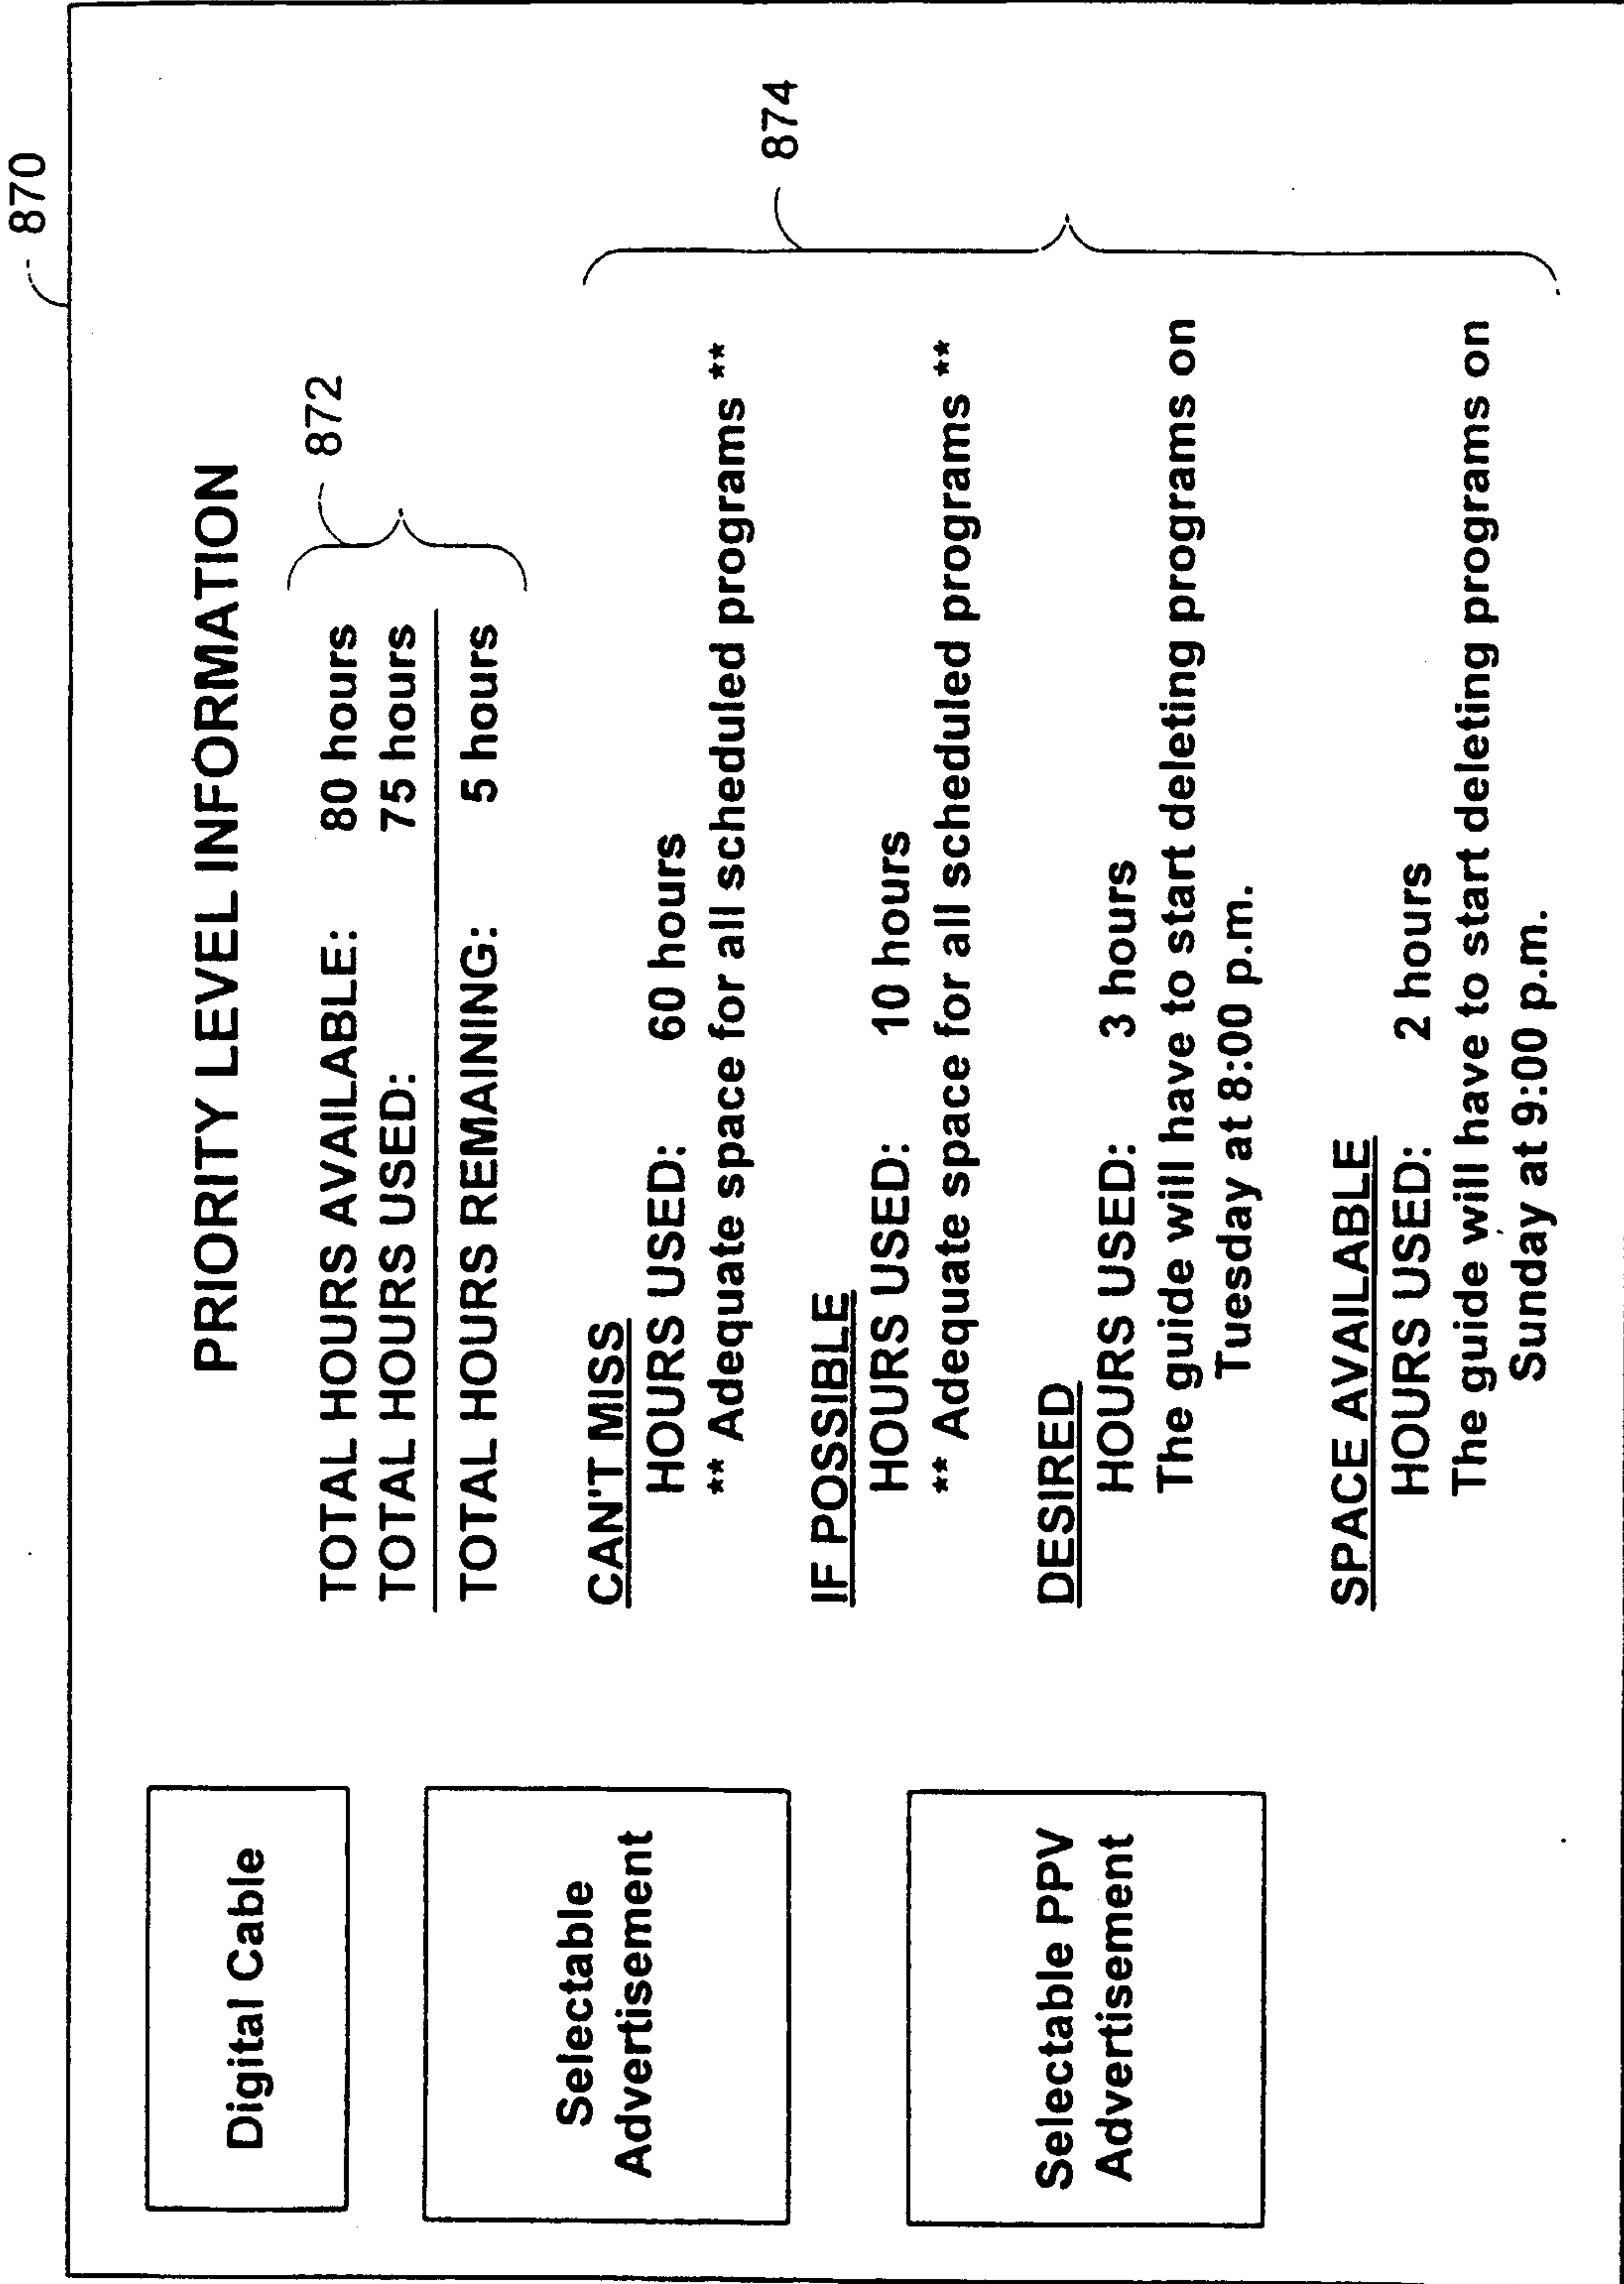 870
Digital Cable
Selectable
Advertisement
Selectable PPV
Advertisement
PRIORITY LEVEL INFORMATION
TOTAL HOURS AVAILABLE: 80 hours
TOTAL HOURS USED: 75 hours
TOTAL HOURS REMAINING: 5 hours
872
CAN'T MISS
HOURS USED: 60 hours
** Adequate space for all scheduled programs **
IF POSSIBLE
HOURS USED: 10 hours
** Adequate space for all scheduled programs **
DESIRED
HOURS USED: 3 hours
The guide will have to start deleting programs on
Tuesday at 8:00 p.m.
SPACE AVAILABLE
HOURS USED: 2 hours
The guide will have to start deleting programs on
Sunday at 9:00 p.m.
874